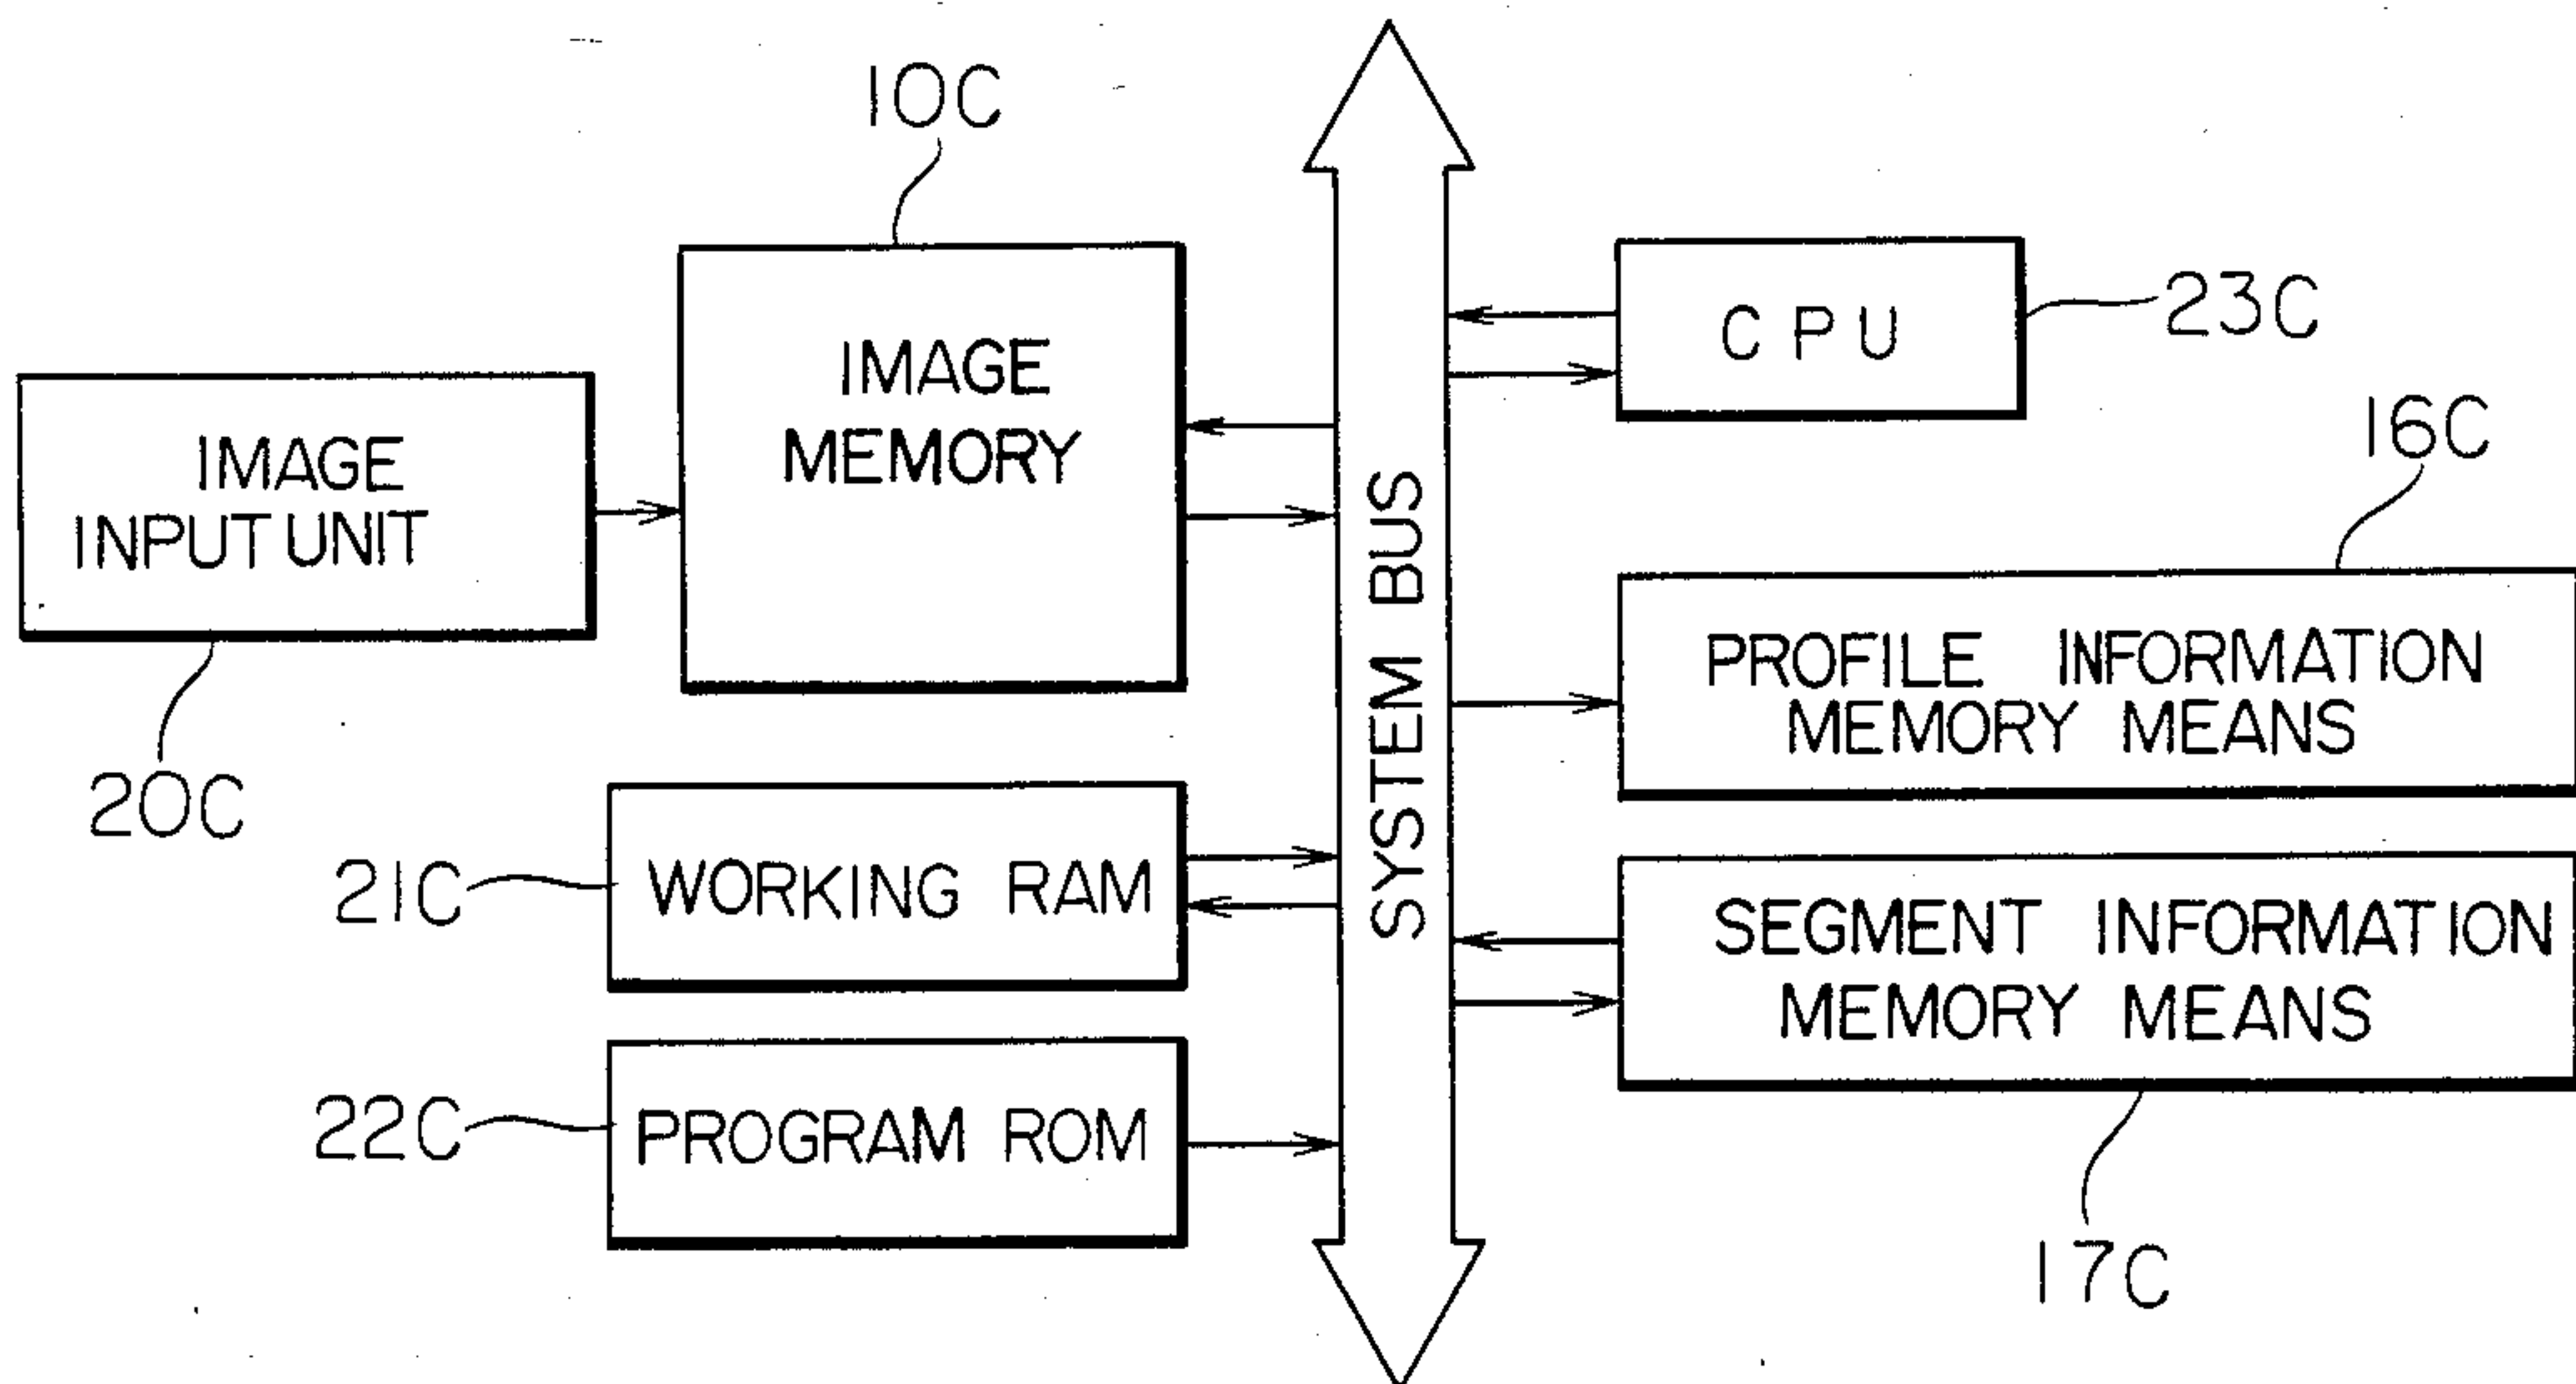 10C
IMAGE
MEMORY
IMAGE
INPUT UNIT
20C
21C
WORKING RAM
22C
PROGRAM ROM
SYSTEM BUS
CPU
23C
16C
PROFILE INFORMATION
MEMORY MEANS
SEGMENT INFORMATION
MEMORY MEANS
17C